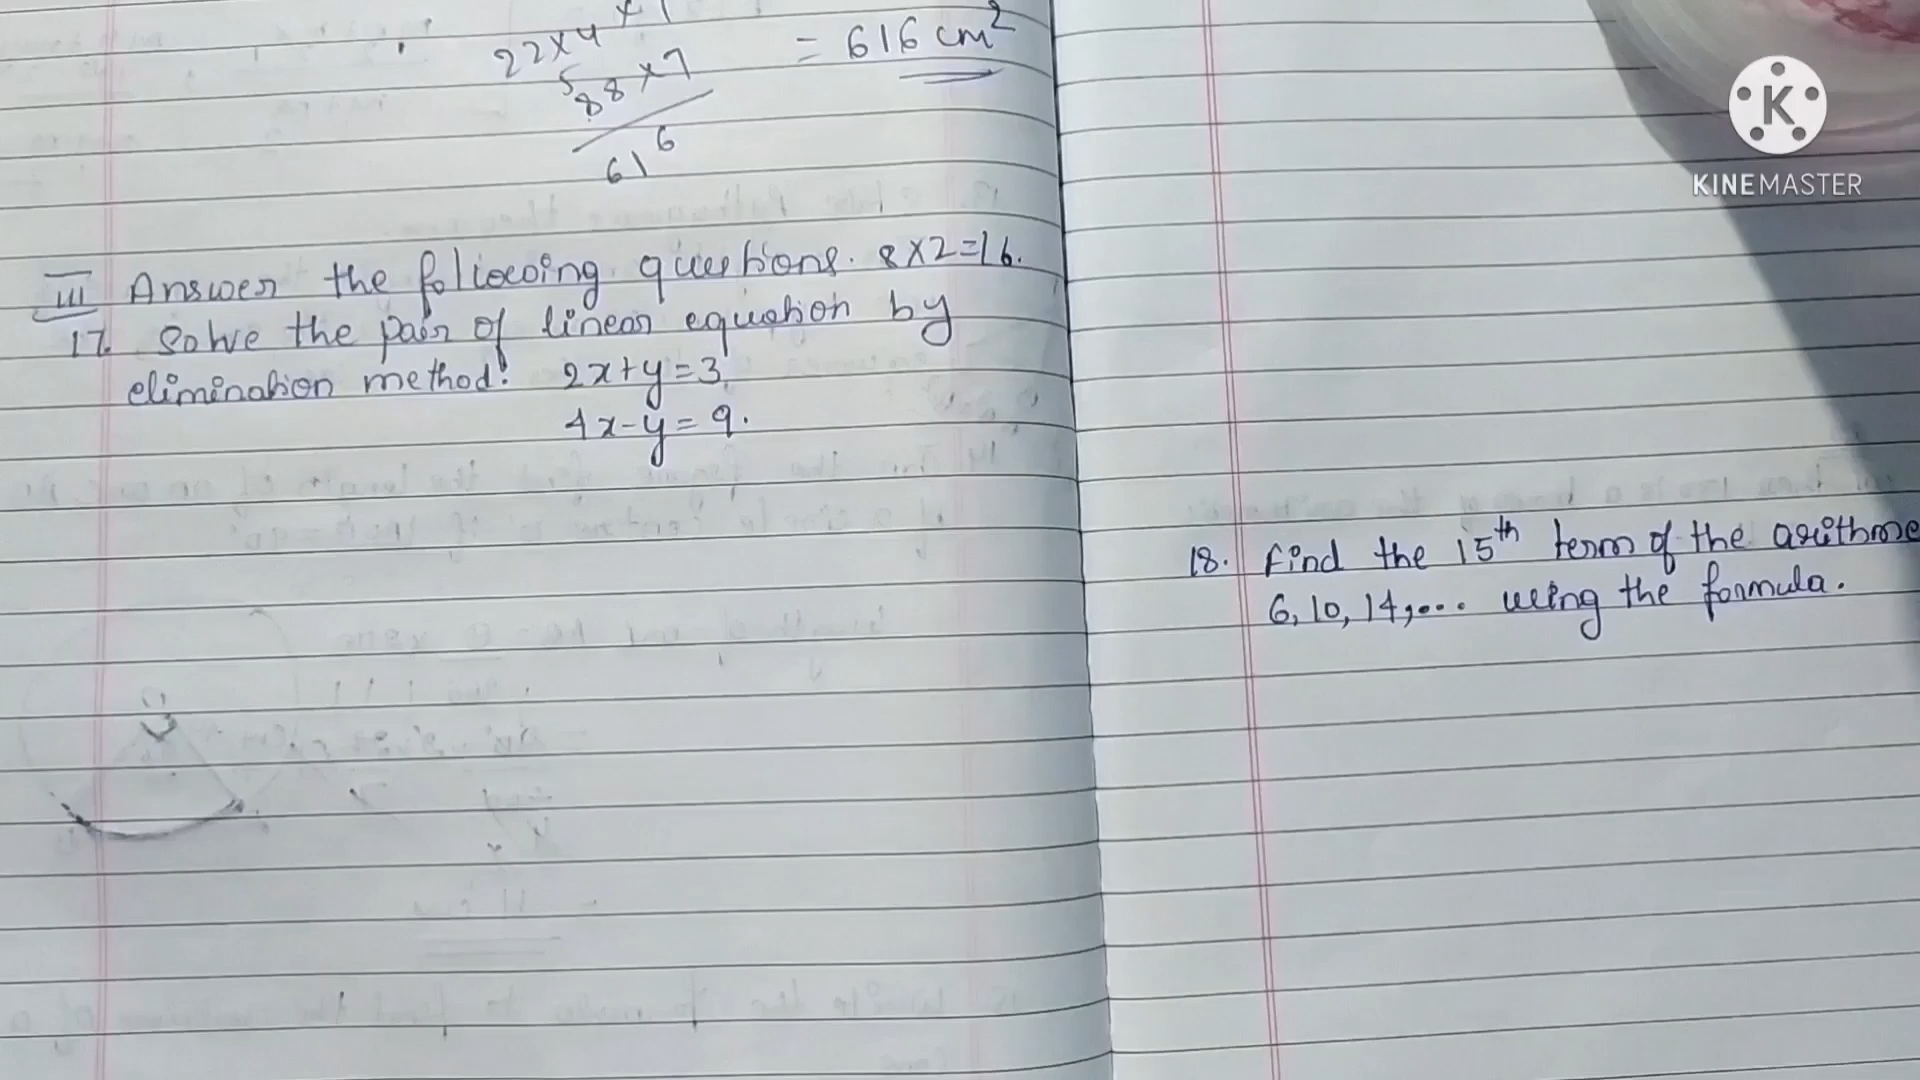 22×4×1
5
88×7
616
= 616 cm²
III Answer the following questions. 8×2=16.
17. Solve the pair of linear equation by
elimination method: 2x+y=3
4x-y=9.
18. Find the 15th term of the arithme
6, 10, 14,... using the formula.
K
KINEMASTER